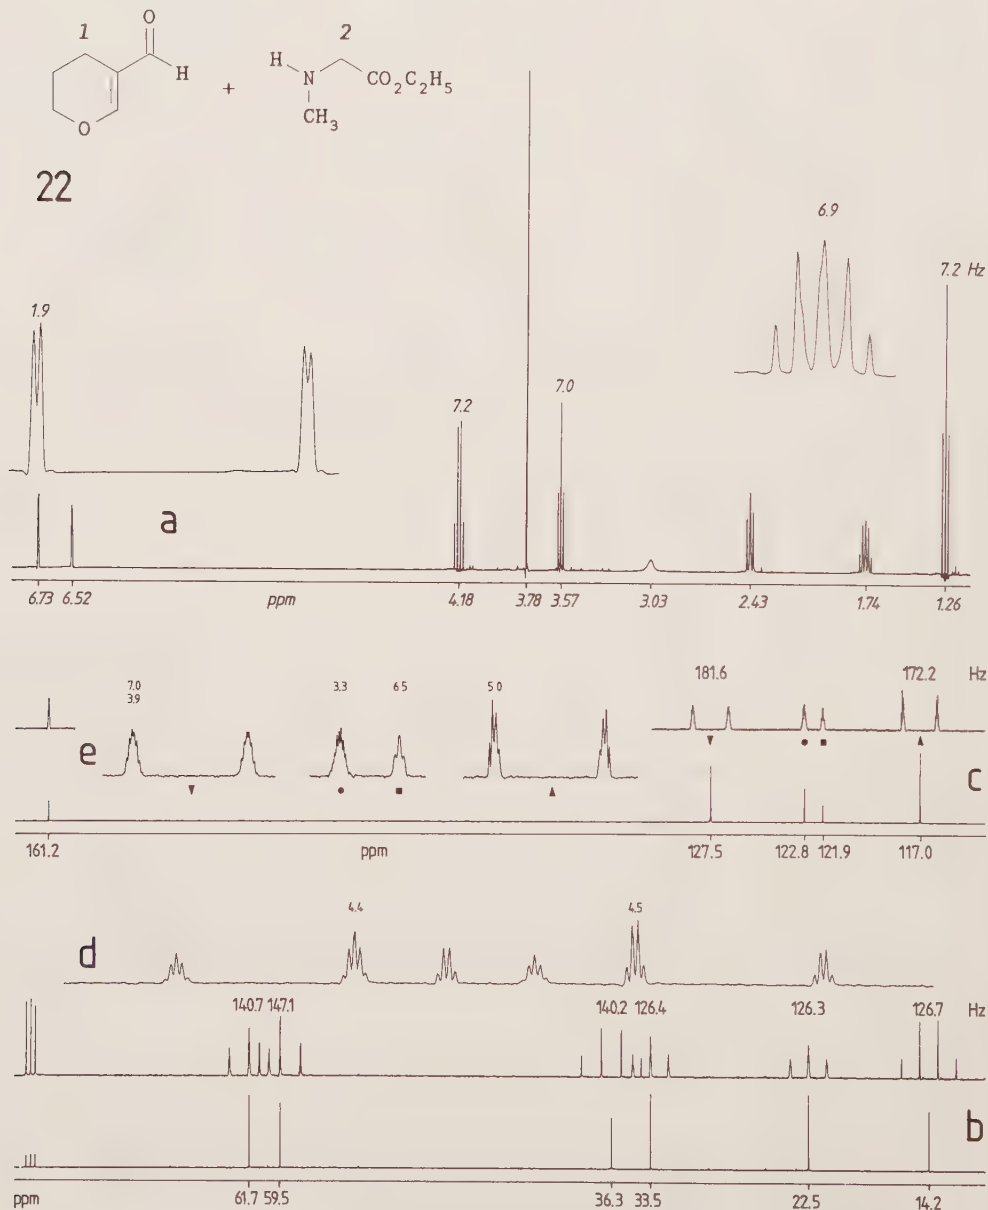 1
2
O
H
O
+
H
N
CH3
CO2C2H5
22
6.9
7.2 Hz
1.9
7.2
7.0
a
6.73 6.52 ppm 4.18 3.78 3.57 3.03 2.43 1.74 1.26
181.6 172.2 Hz
7.0
3.9
3.3 6.5 5.0
e
c
161.2 ppm 127.5 122.8 121.9 117.0
d
4.4 4.5
140.7 147.1 140.2 126.4 126.3 126.7 Hz
b
ppm 61.7 59.5 36.3 33.5 22.5 14.2